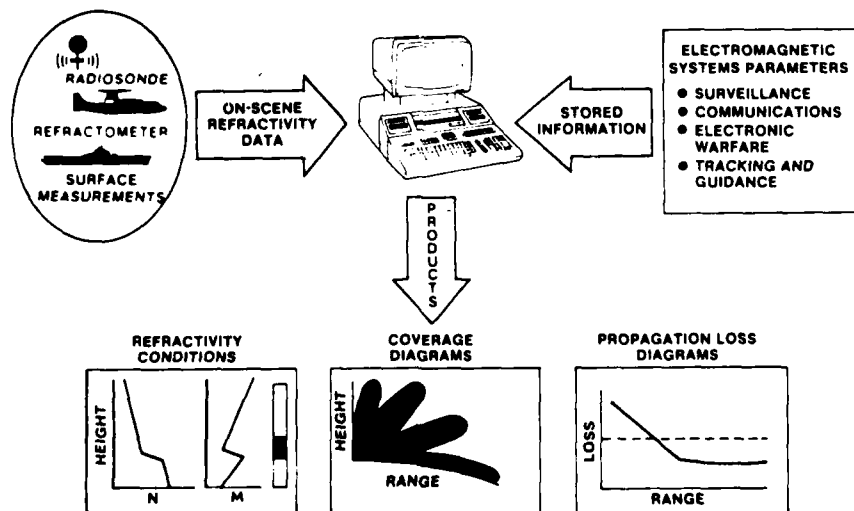 RADIOSONDE
REFRACTOMETER
SURFACE
MEASUREMENTS
ON-SCENE
REFRACTIVITY
DATA
STORED
INFORMATION
ELECTROMAGNETIC
SYSTEMS PARAMETERS
● SURVEILLANCE
● COMMUNICATIONS
● ELECTRONIC
WARFARE
● TRACKING AND
GUIDANCE
PRODUCTS
REFRACTIVITY
CONDITIONS
HEIGHT
N
M
COVERAGE
DIAGRAMS
HEIGHT
RANGE
PROPAGATION LOSS
DIAGRAMS
LOSS
RANGE